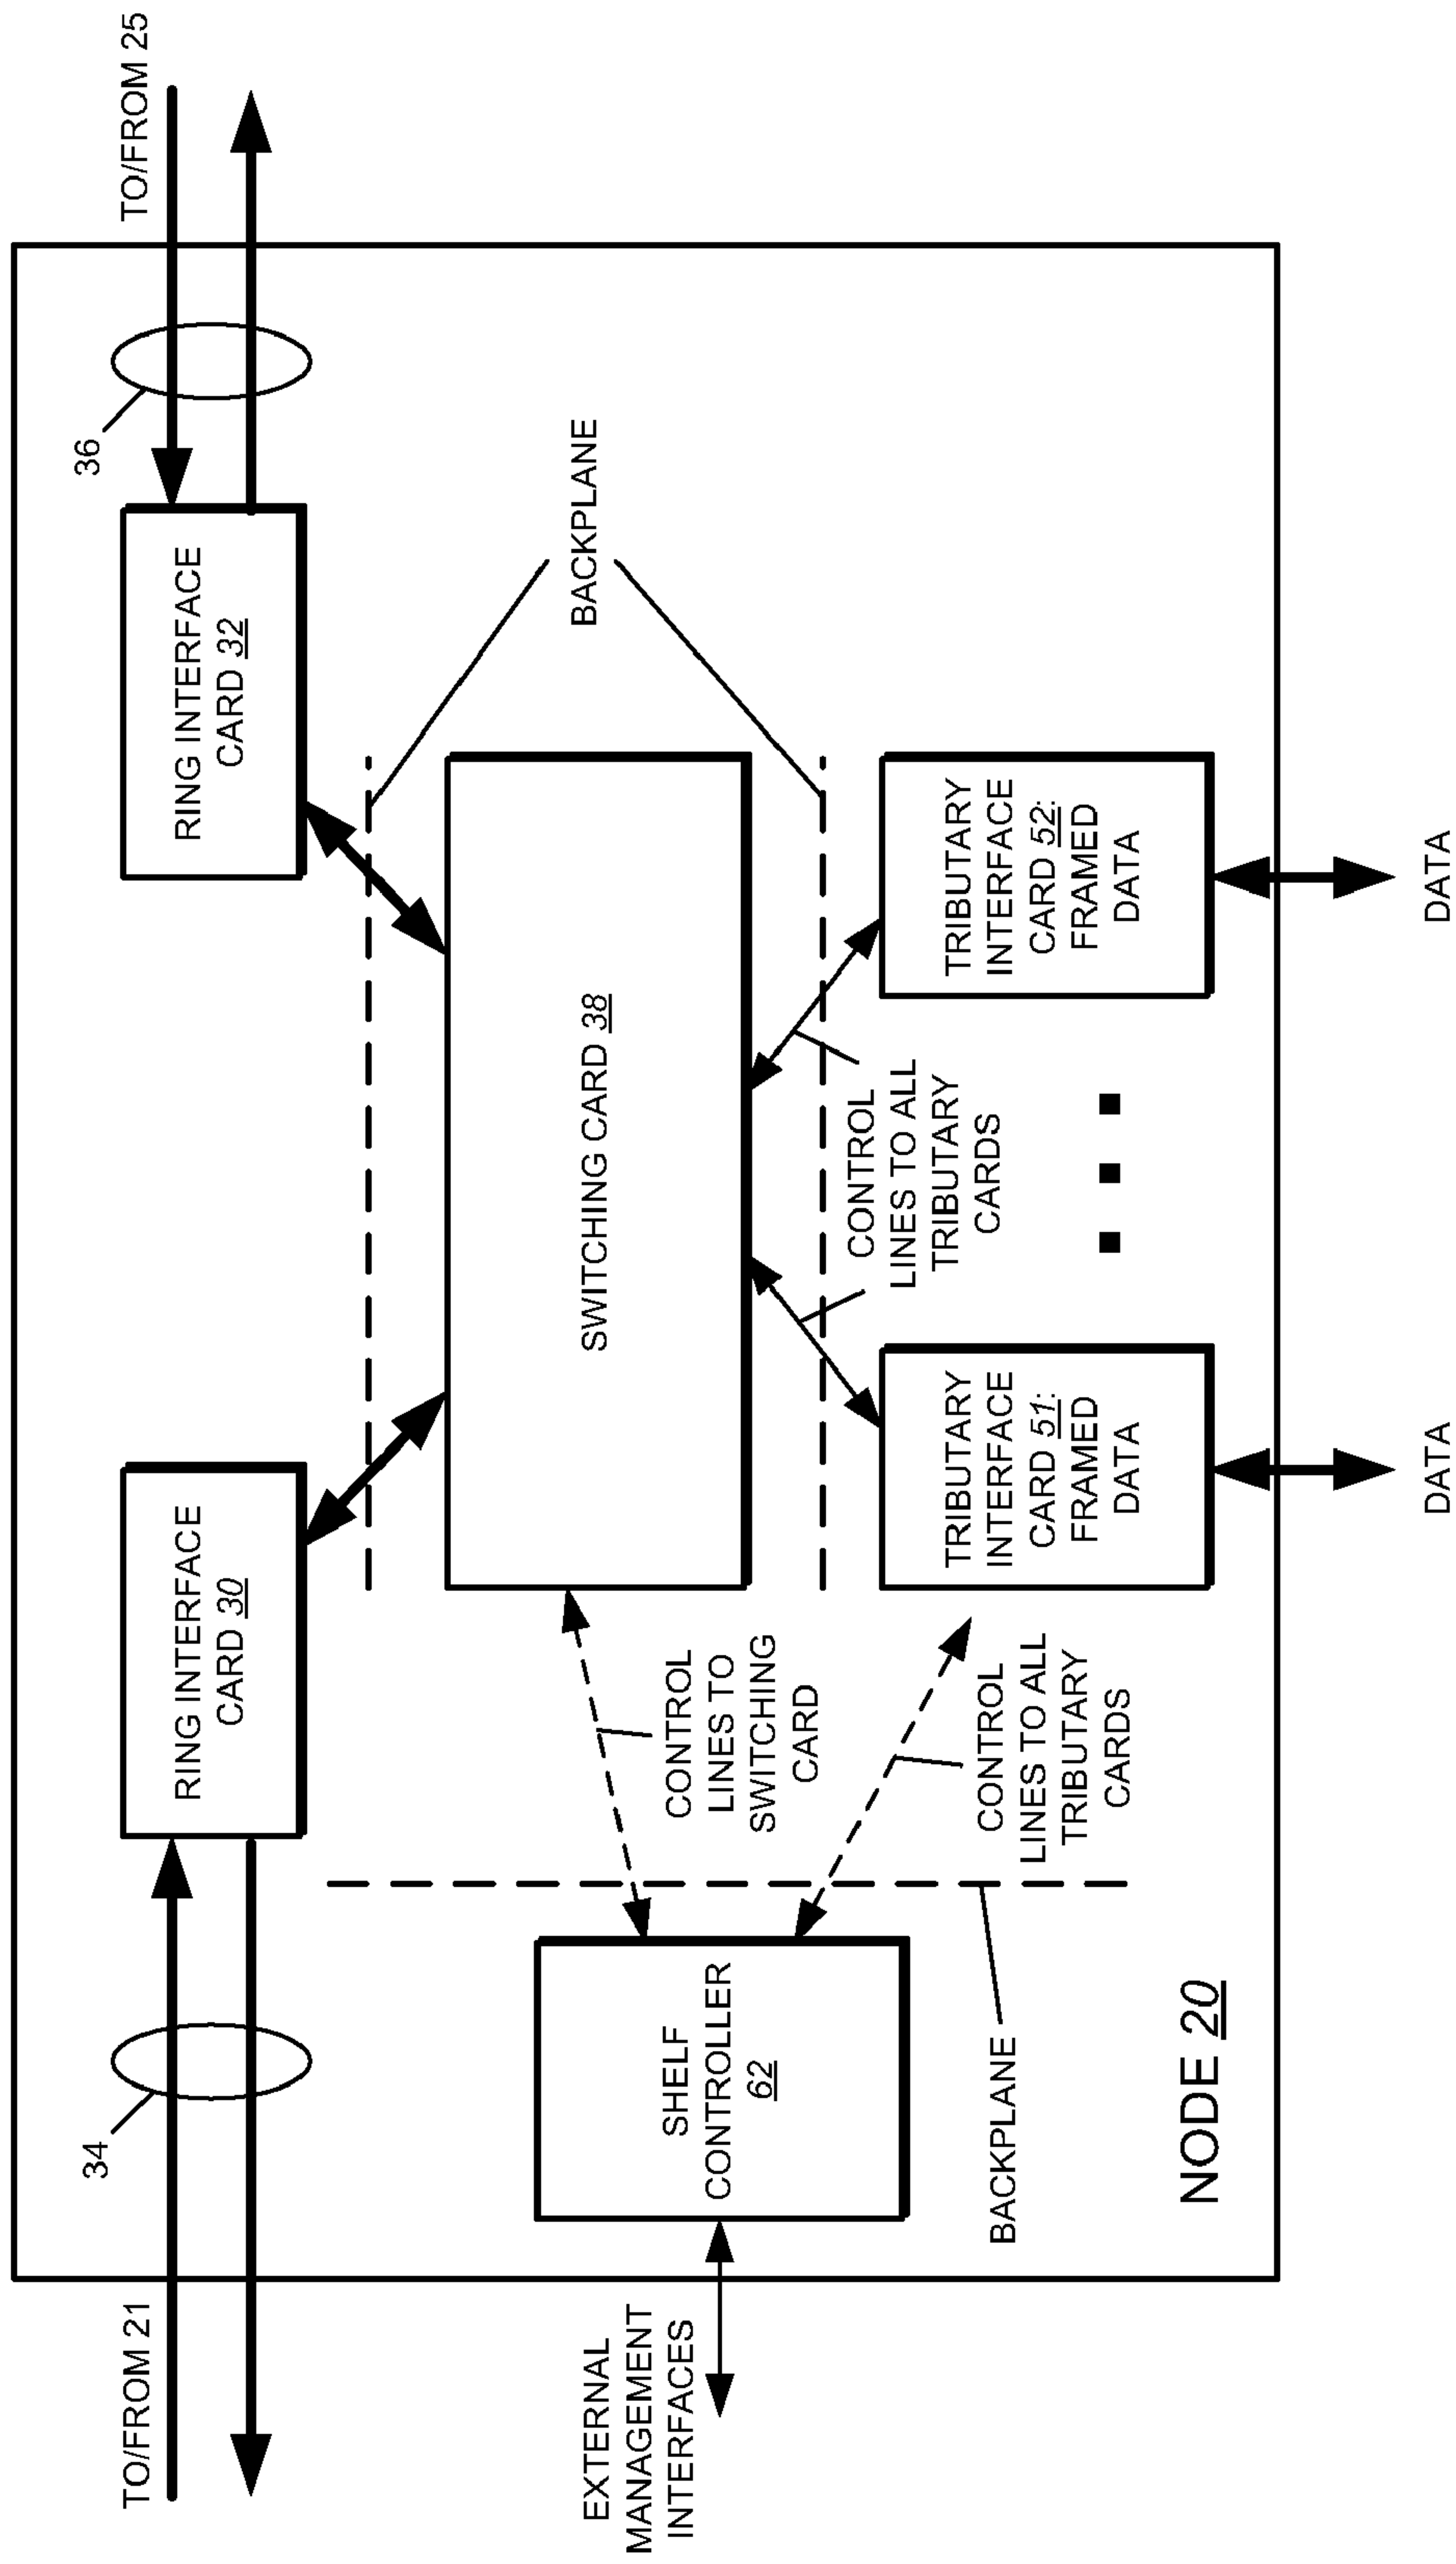 TO/FROM 21
34
RING INTERFACE
CARD 30
RING INTERFACE
CARD 32
36
TO/FROM 25
BACKPLANE
SWITCHING CARD 38
EXTERNAL
MANAGEMENT
INTERFACES
SHELF
CONTROLLER
62
CONTROL
LINES TO
SWITCHING
CARD
CONTROL
LINES TO ALL
TRIBUTARY
CARDS
CONTROL
LINES TO ALL
TRIBUTARY
CARDS
TRIBUTARY
INTERFACE
CARD 51:
FRAMED
DATA
TRIBUTARY
INTERFACE
CARD 52:
FRAMED
DATA
BACKPLANE
NODE 20
DATA
DATA